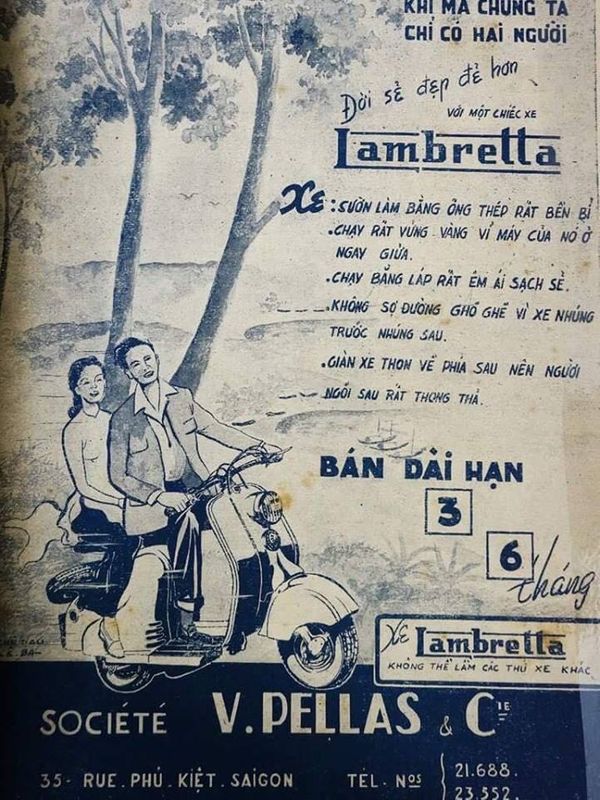 KHI MÀ CHÚNG TA
CHỈ CÓ HAI NGƯỜI
Đời sẽ đẹp đẽ hơn
VỚI MỘT CHIẾC XE
Lambretta
Xe: SƯỜN LÀM BẰNG ỐNG THÉP RẤT BỀN BỈ
.CHẠY RẤT VỮNG VÀNG VÌ MÁY CỦA NÓ Ở
NGAY GIỮA.
.CHẠY BẰNG LÁP RẤT ÊM ÁI SẠCH SẼ.
.KHÔNG SỢ ĐƯỜNG GHỒ GHỀ VÌ XE NHÚNG
TRƯỚC NHÚNG SAU.
.GIÀN XE THON VỀ PHÍA SAU NÊN NGƯỜI
NGỒI SAU RẤT THONG THẢ.
BÁN DÀI HẠN
3
6
tháng
Xe Lambretta
KHÔNG THỂ LẦM CÁC THỨ XE KHÁC
SOCIÉTÉ V. PELLAS & CIE
35- RUE. PHÚ. KIỆT. SAIGON TÉL. NOS 21.688.
23.552.